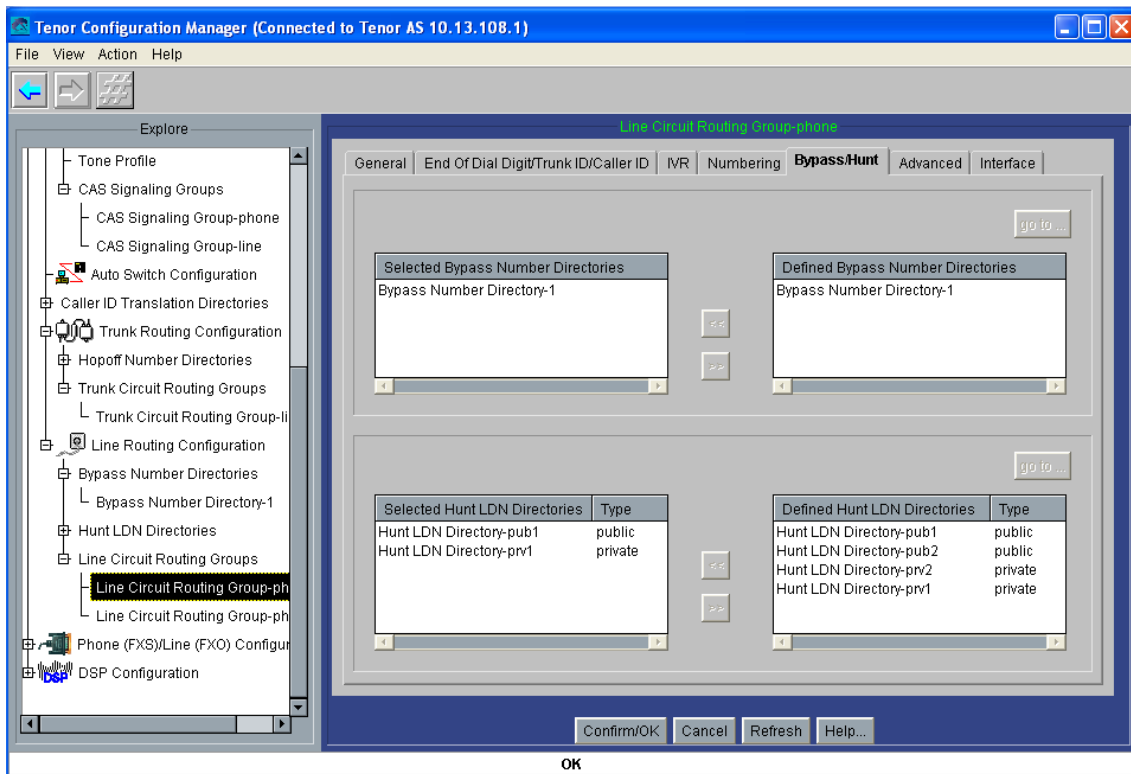 Tenor Configuration Manager (Connected to Tenor AS 10.13.108.1)
File View Action Help
Explore
Tone Profile
CAS Signaling Groups
CAS Signaling Group-phone
CAS Signaling Group-line
Auto Switch Configuration
Caller ID Translation Directories
Trunk Routing Configuration
Hopoff Number Directories
Trunk Circuit Routing Groups
Trunk Circuit Routing Group-li
Line Routing Configuration
Bypass Number Directories
Bypass Number Directory-1
Hunt LDN Directories
Line Circuit Routing Groups
Line Circuit Routing Group-ph
Line Circuit Routing Group-ph
Phone (FXS)/Line (FXO) Configur
DSP DSP Configuration
Line Circuit Routing Group-phone
General End Of Dial Digit/Trunk ID/Caller ID IVR Numbering Bypass/Hunt Advanced Interface
go to ...
Selected Bypass Number Directories
Bypass Number Directory-1
<<
>>
Defined Bypass Number Directories
Bypass Number Directory-1
go to ...
Selected Hunt LDN Directories Type
Hunt LDN Directory-pub1 public
Hunt LDN Directory-prv1 private
<<
>>
Defined Hunt LDN Directories Type
Hunt LDN Directory-pub1 public
Hunt LDN Directory-pub2 public
Hunt LDN Directory-prv2 private
Hunt LDN Directory-prv1 private
Confirm/OK Cancel Refresh Help...
OK